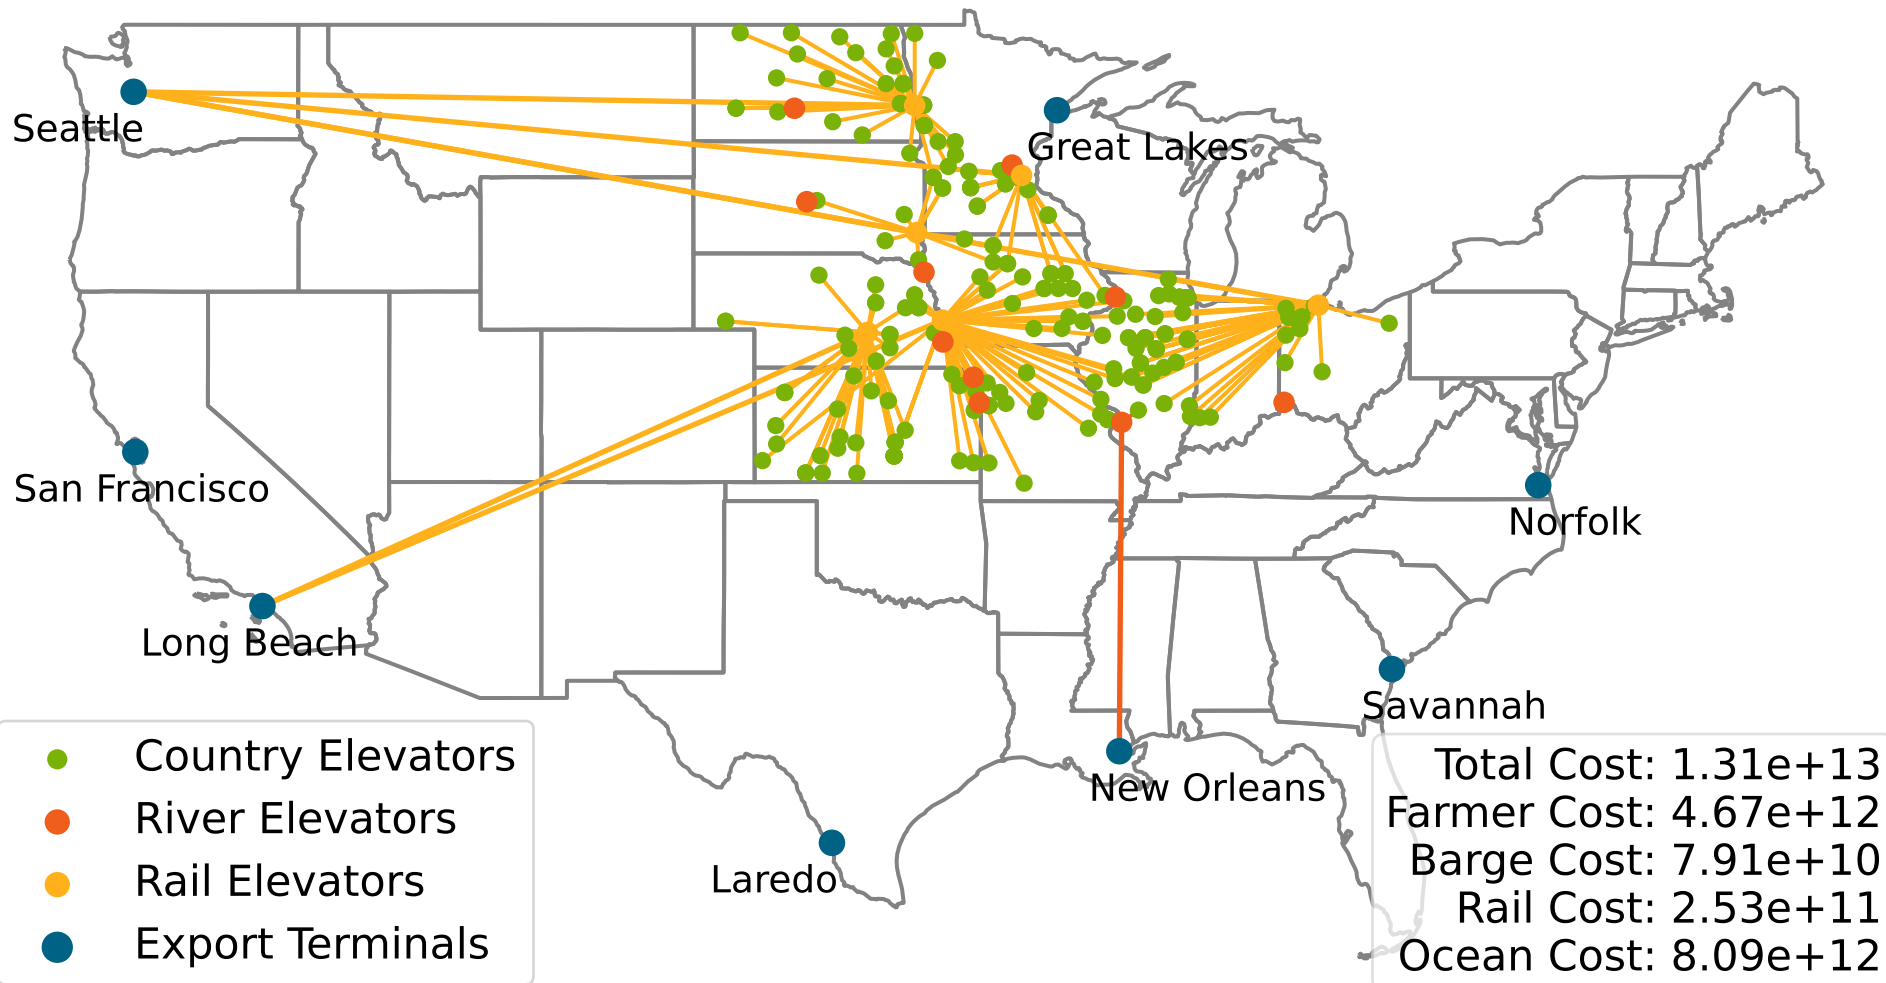 Seattle
Great Lakes
San Francisco
Norfolk
Long Beach
Savannah
New Orleans
Laredo
Country Elevators
River Elevators
Rail Elevators
Export Terminals
Total Cost: 1.31e+13
Farmer Cost: 4.67e+12
Barge Cost: 7.91e+10
Rail Cost: 2.53e+11
Ocean Cost: 8.09e+12